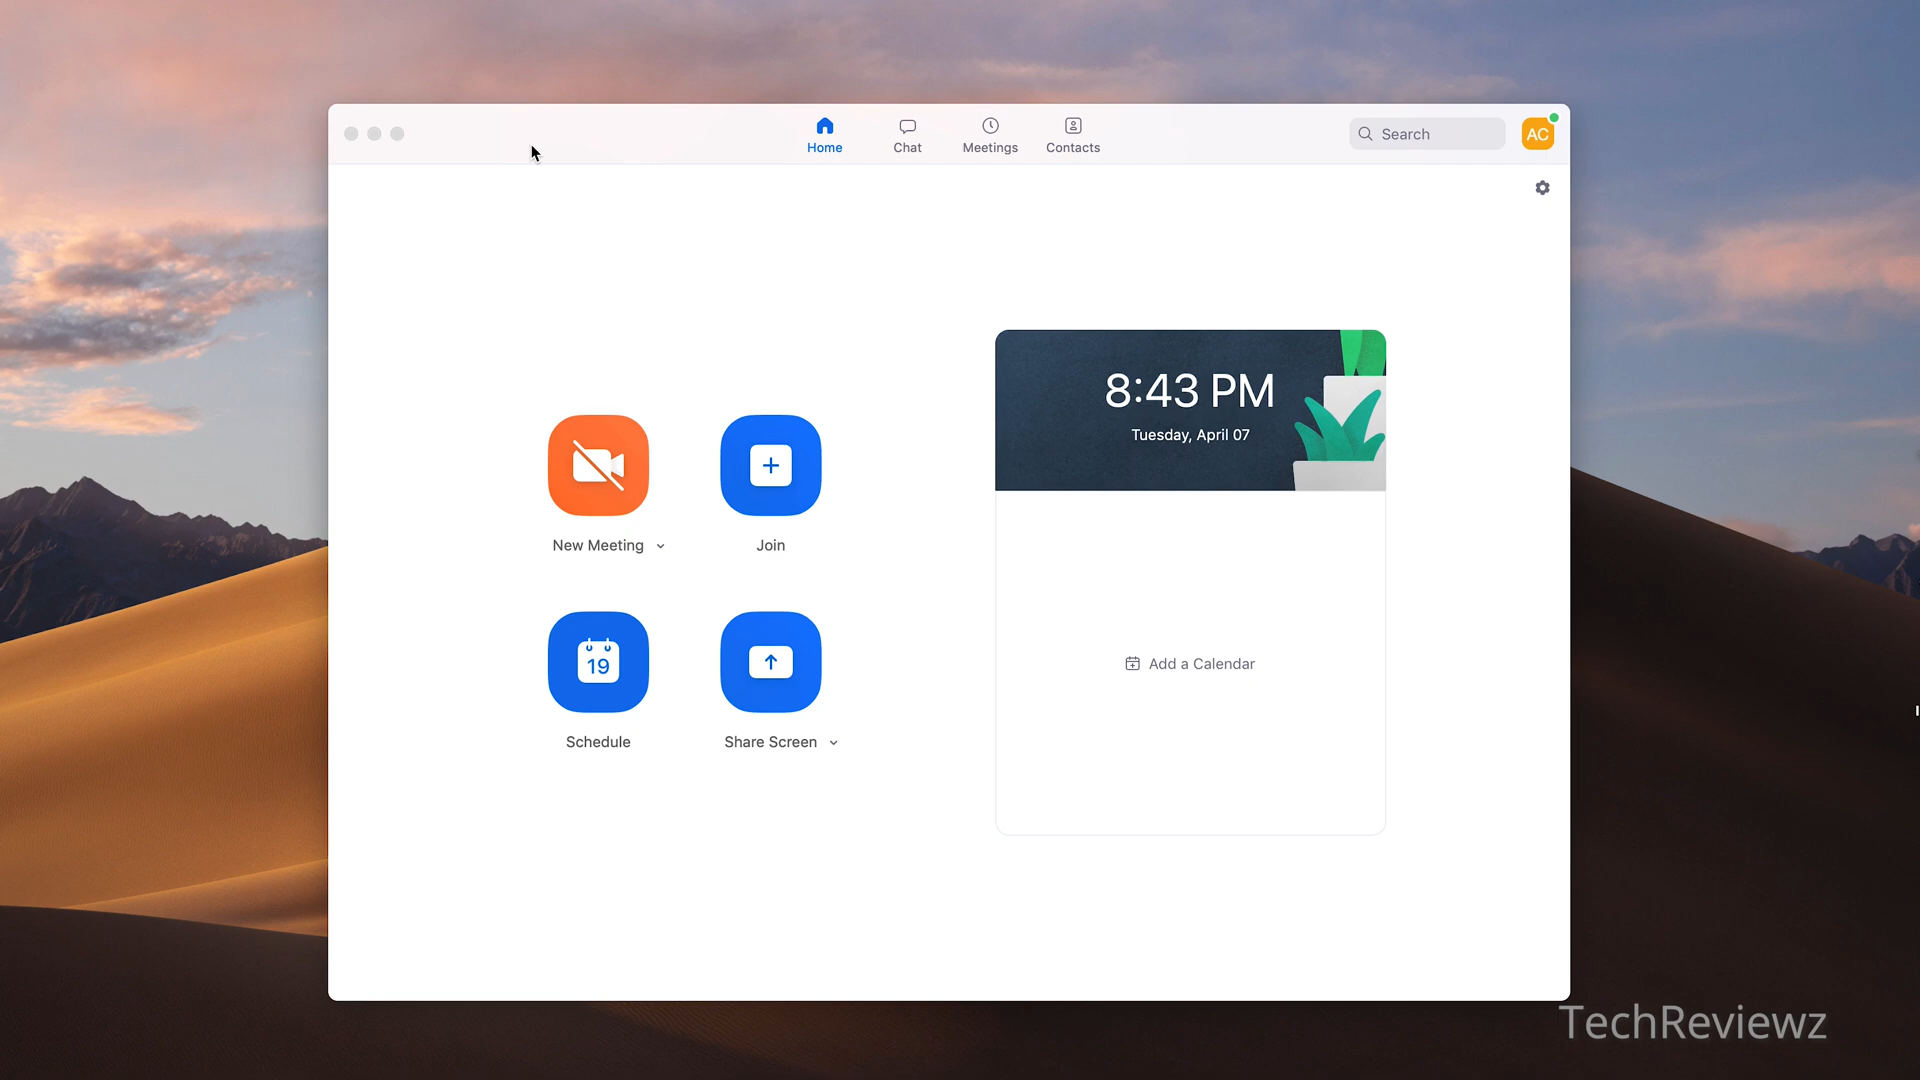 Home
Chat
Meetings
Contacts
Search
AC
8:43 PM
Tuesday, April 07
New Meeting
Join
19
Schedule
Share Screen
Add a Calendar
TechReviewz